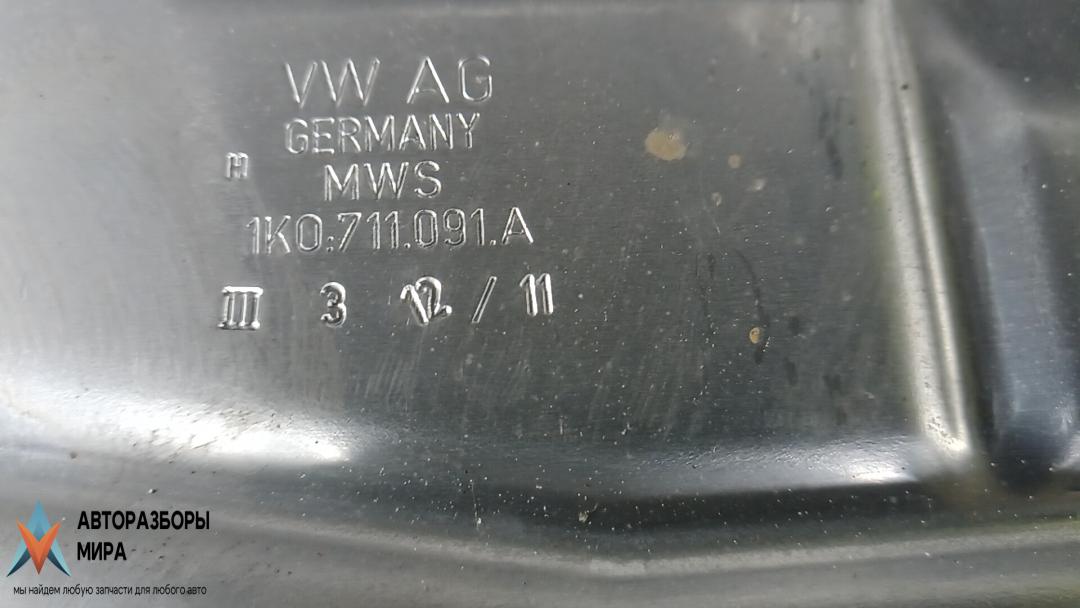 VW AG
GERMANY
H
MWS
1K0.711.091.A
III 3 12 / 11
АВТОРАЗБОРЫ
МИРА
мы найдем любую запчасти для любого авто